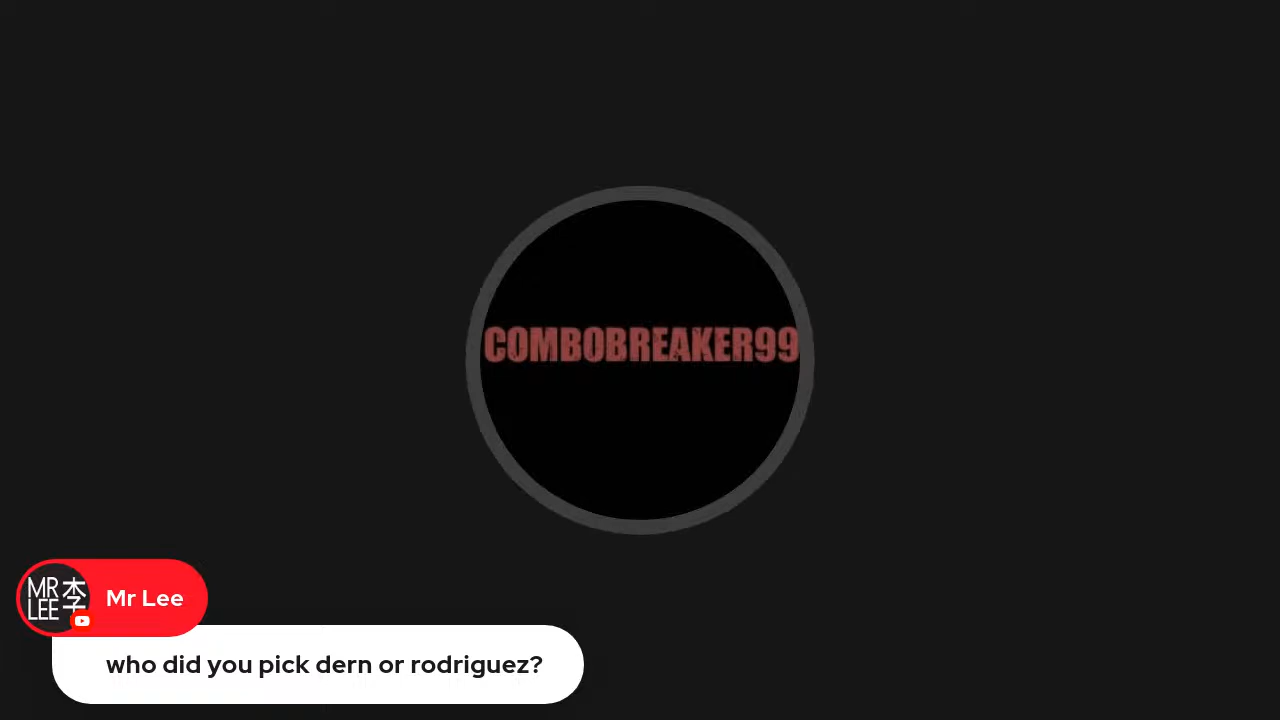 COMBOBREAKER99
MR 李
LEE
Mr Lee
who did you pick dern or rodriguez?